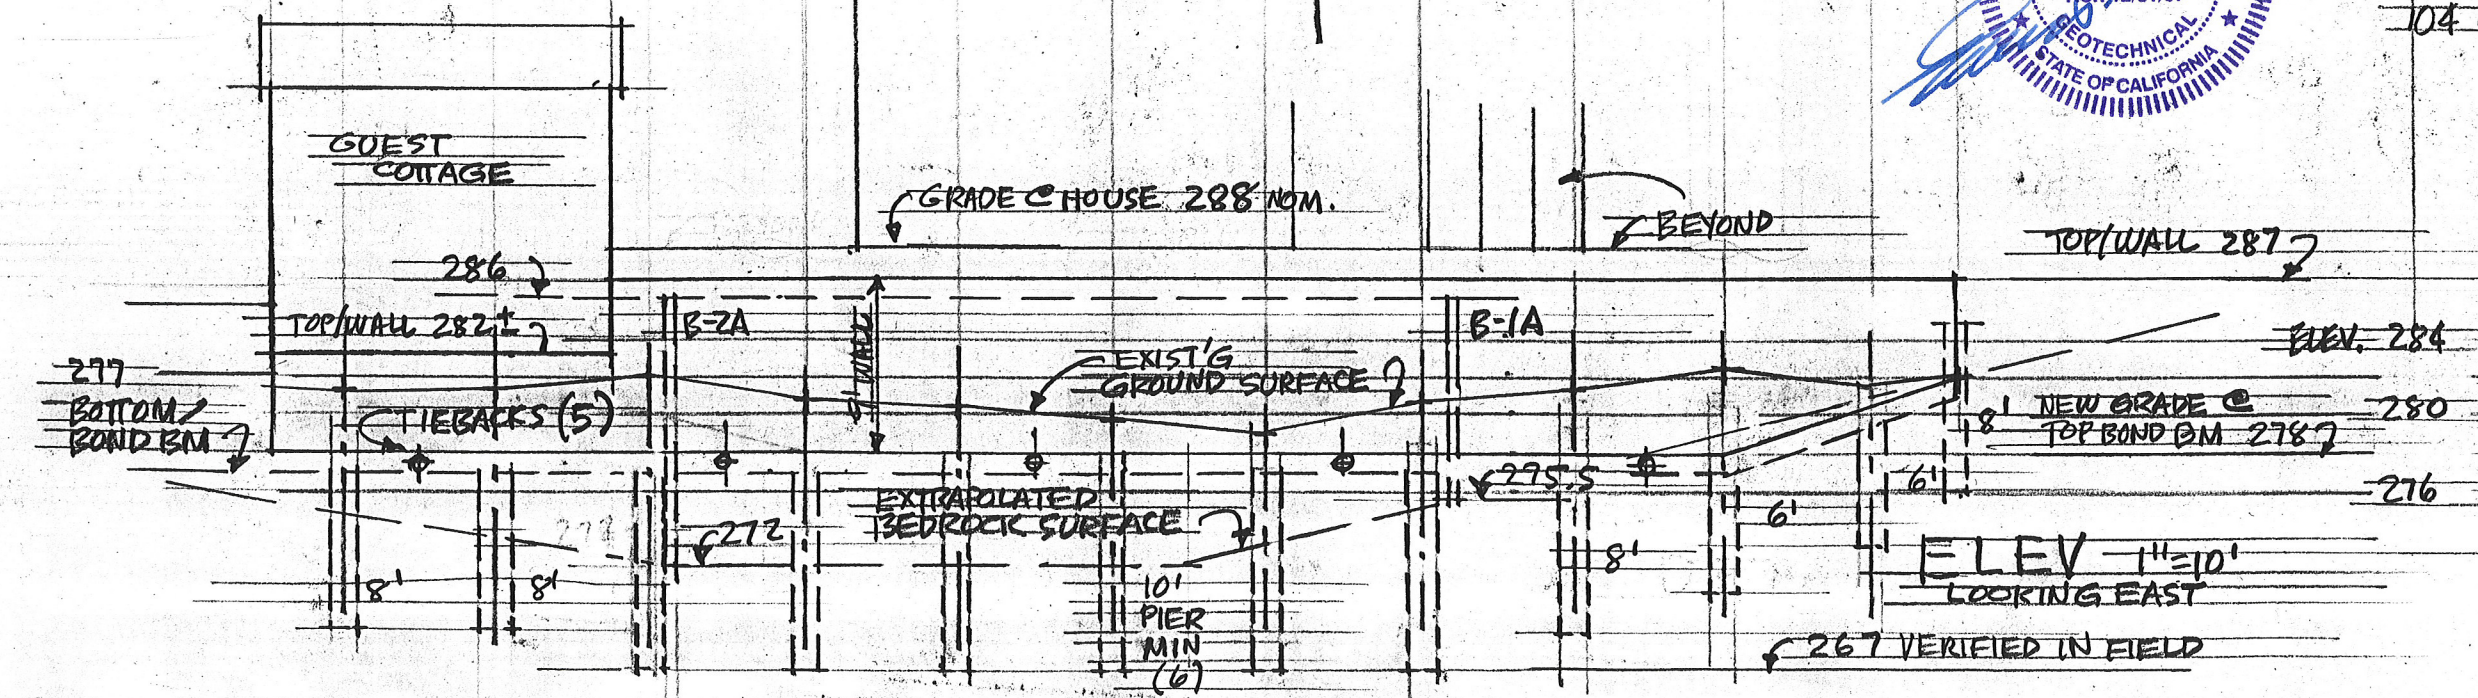 104
GEOTECHNICAL
STATE OF CALIFORNIA
GUEST
COTTAGE
GRADE @ HOUSE 288 NOM.
BEYOND
TOP/WALL 287
286
TOP/WALL 282±
B-2A
WALL
B-1A
ELEV. 284
277
EXIST'G
GROUND SURFACE
BOTTOM/
BOND BM
TIEBACKS (5)
8'
NEW GRADE @
TOP BOND BM 278
280
275.5
6'
276
EXTRAPOLATED
BEDROCK SURFACE
272
6'
8'
8'
8'
10'
PIER
MIN
(6)
ELEV 1"=10'
LOOKING EAST
267 VERIFIED IN FIELD